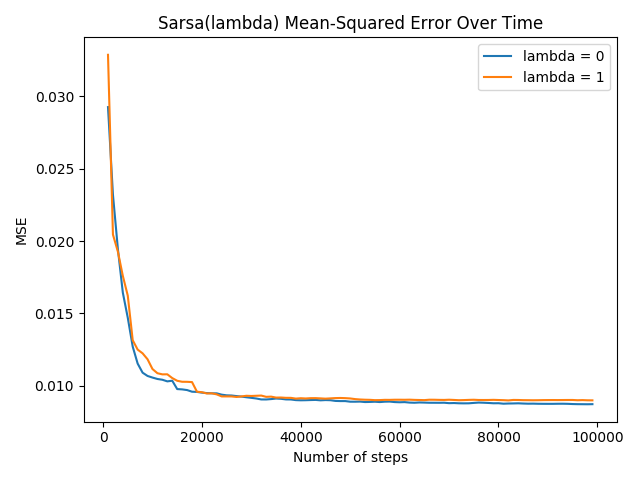 Sarsa(lambda) Mean-Squared Error Over Time
lambda = 0
lambda = 1
0.030
0.025
0.020
0.015
0.010
MSE
0 20000 40000 60000 80000 100000
Number of steps